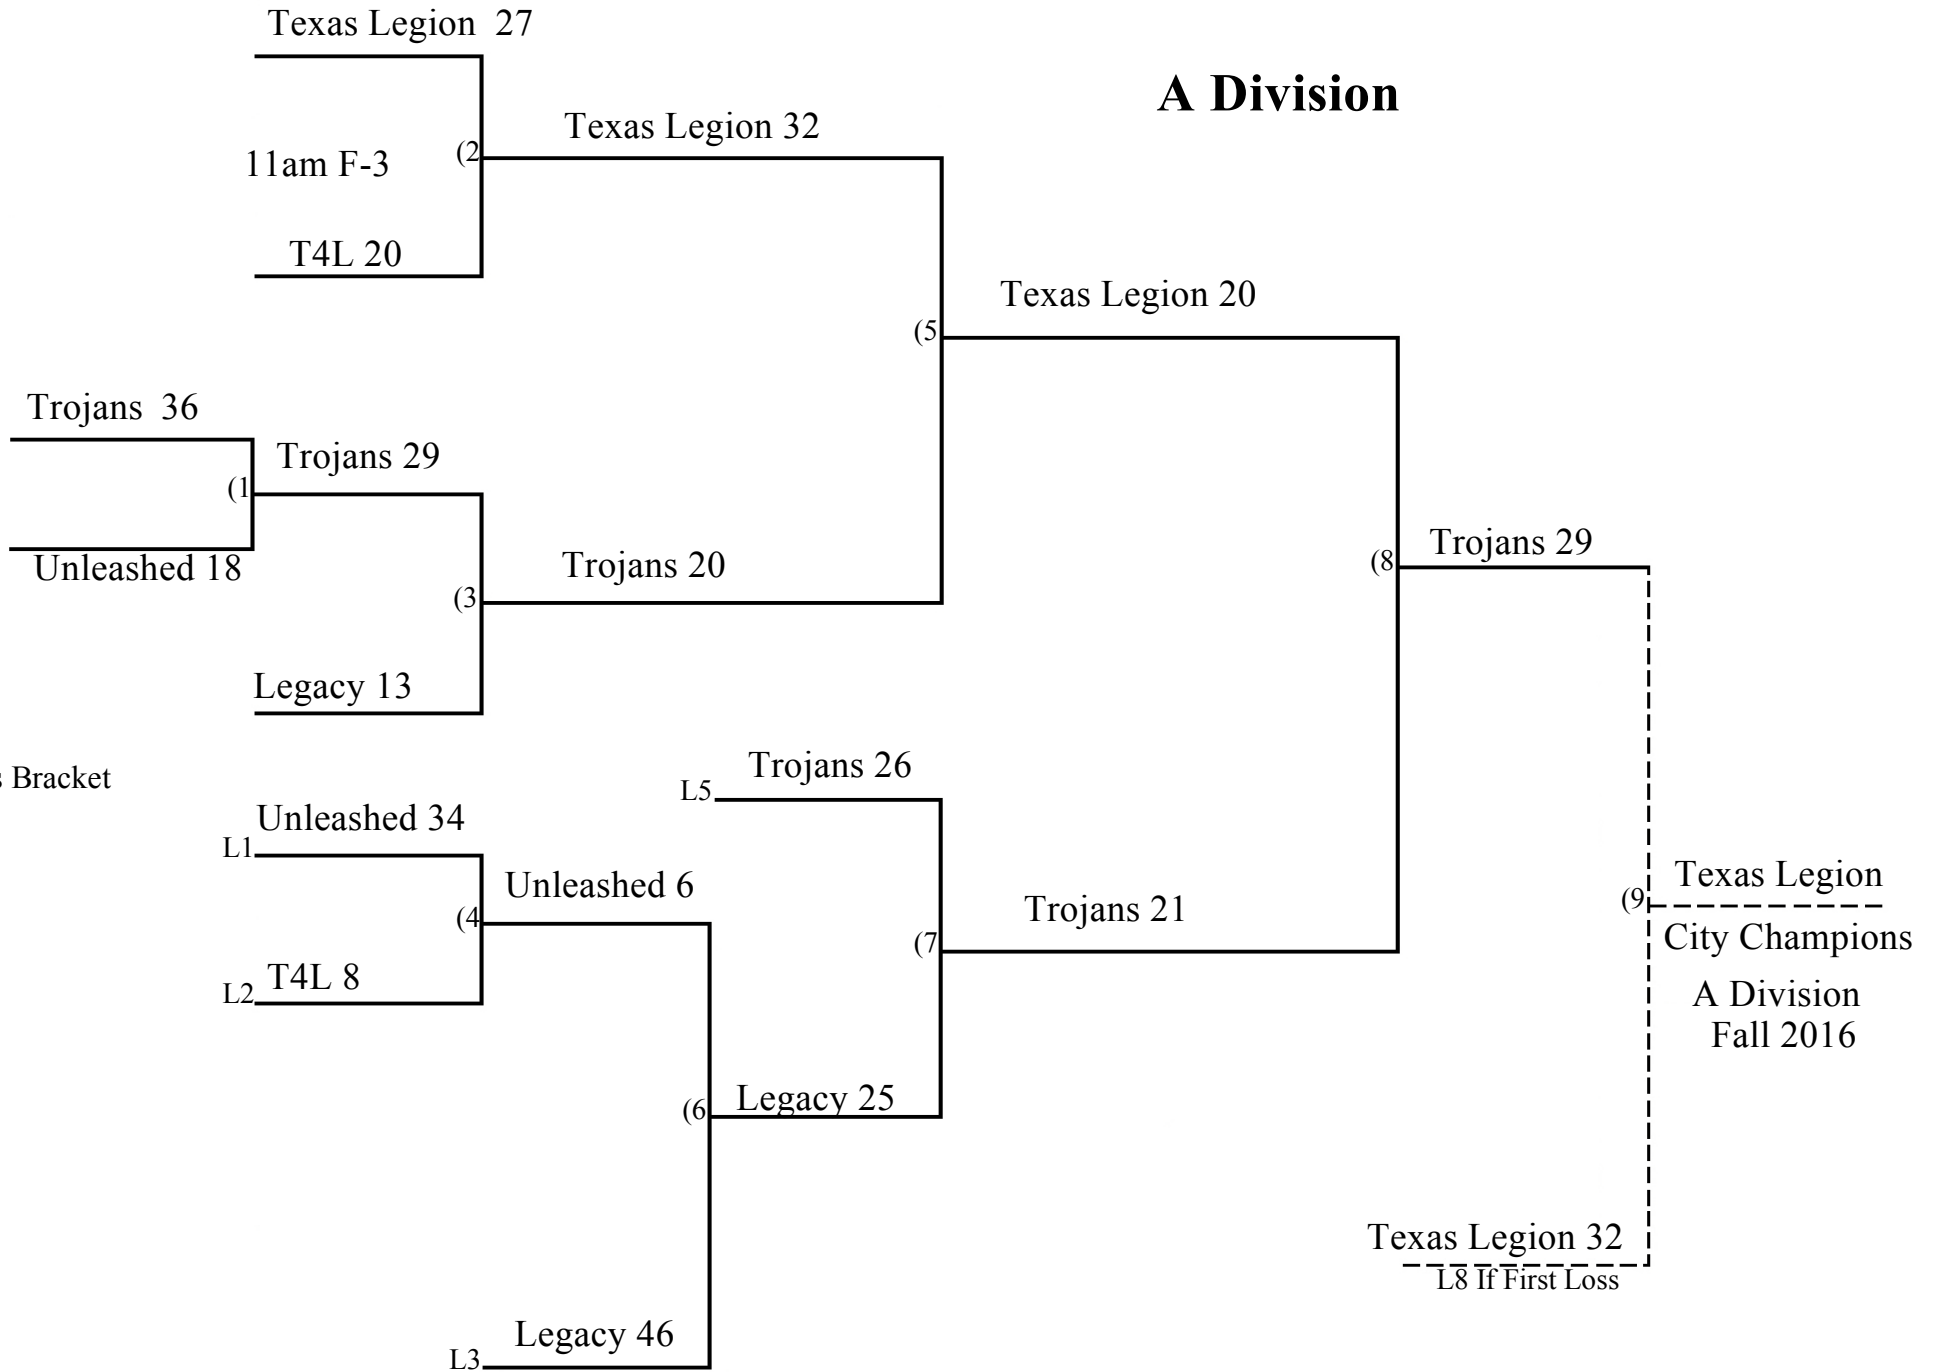 Texas Legion 27
A Division
Texas Legion 32
(2
11am F-3
T4L 20
Texas Legion 20
(5
Trojans 36
Trojans 29
(1
Unleashed 18
Trojans 20
Trojans 29
(8
(3
Legacy 13
s Bracket
Trojans 26
L5
Unleashed 34
L1
Unleashed 6
(4
Texas Legion
(9
City Champions
Trojans 21
(7
T4L 8
L2
A Division
Fall 2016
Legacy 25
(6
Texas Legion 32
L8 If First Loss
Legacy 46
L3